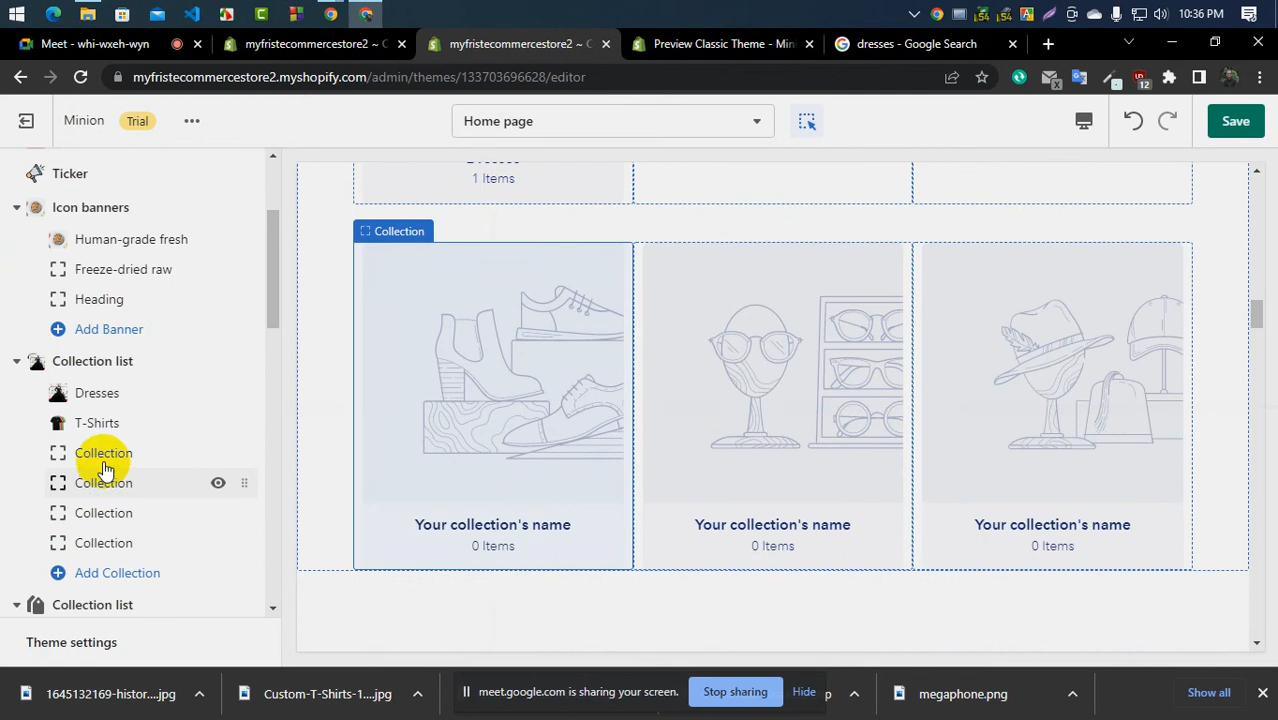 10:36 PM
Meet - whi-wxeh-wyn
myfristecommercestore2 ~ C
myfristecommercestore2 ~ C
Preview Classic Theme - Min
dresses - Google Search
myfristecommercestore2.myshopify.com/admin/themes/133703696628/editor
12
Minion
Trial
Home page
Save
Ticker
Icon banners
Human-grade fresh
Freeze-dried raw
Heading
Add Banner
Collection list
Dresses
T-Shirts
Collection
Collection
Collection
Collection
Add Collection
Collection list
Theme settings
1 Items
Collection
Your collection's name
0 Items
Your collection's name
0 Items
Your collection's name
0 Items
1645132169-histor....jpg
Custom-T-Shirts-1....jpg
meet.google.com is sharing your screen.
Stop sharing
Hide
megaphone.png
Show all